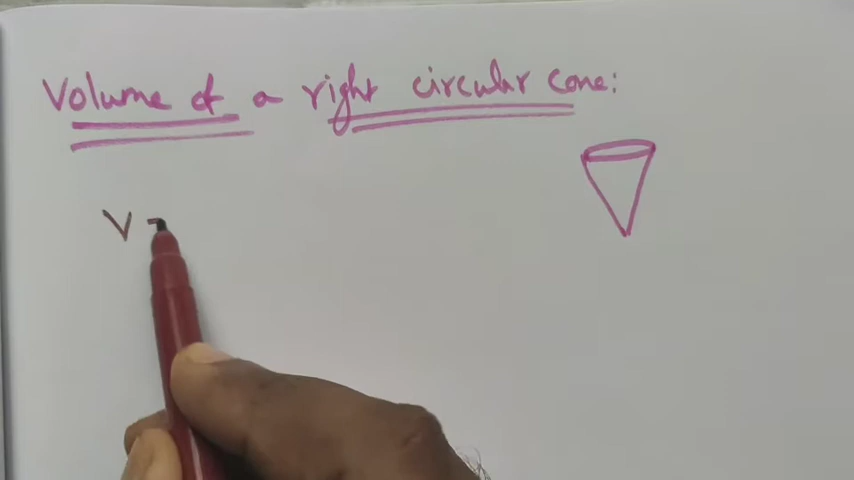 Volume of a right circular cone:
V =